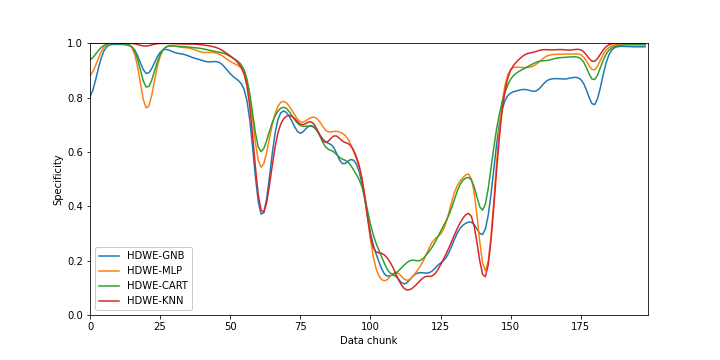 1.0
0.8
0.6
0.4
0.2
0.0
Specificity
HDWE-GNB
HDWE-MLP
HDWE-CART
HDWE-KNN
0 25 50 75 100 125 150 175
Data chunk